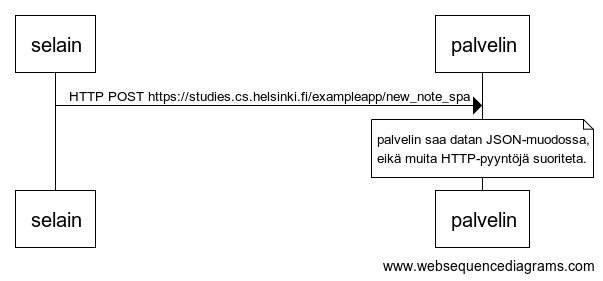 selain
palvelin
HTTP POST https://studies.cs.helsinki.fi/exampleapp/new_note_spa
palvelin saa datan JSON-muodossa,
eikä muita HTTP-pyyntöjä suoriteta.
selain
palvelin
www.websequencediagrams.com